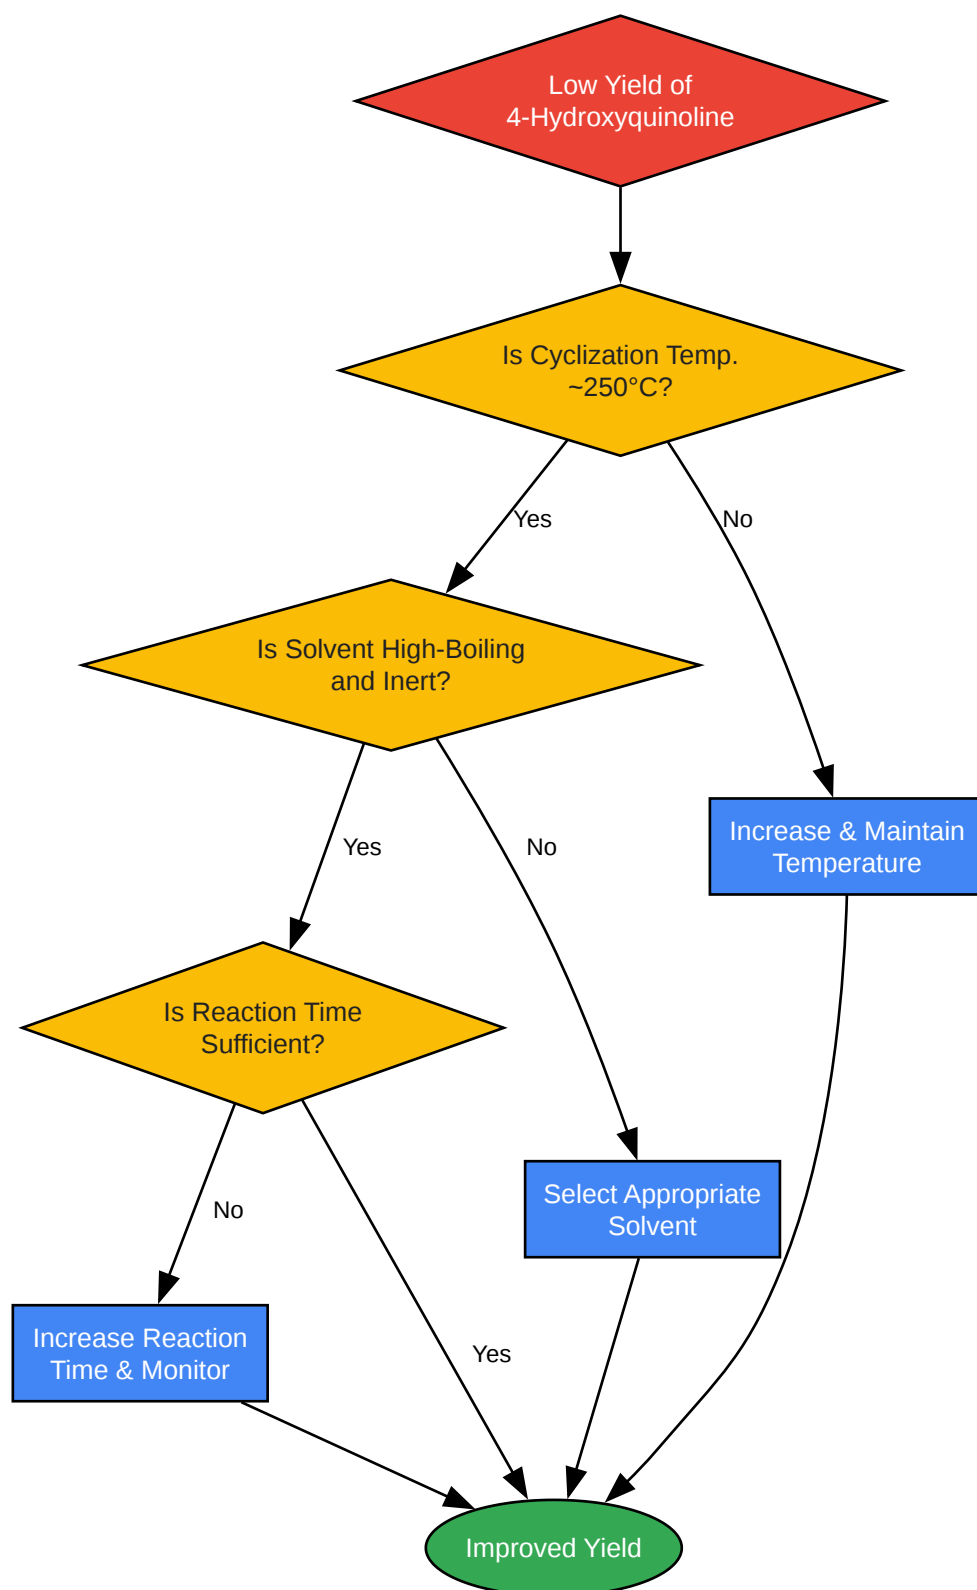 Low Yield of
4-Hydroxyquinoline
Is Cyclization Temp.
~250°C?
Yes
No
Is Solvent High-Boiling
and Inert?
Increase & Maintain
Temperature
Yes
No
Is Reaction Time
Sufficient?
Select Appropriate
Solvent
No
Increase Reaction
Time & Monitor
Yes
Improved Yield